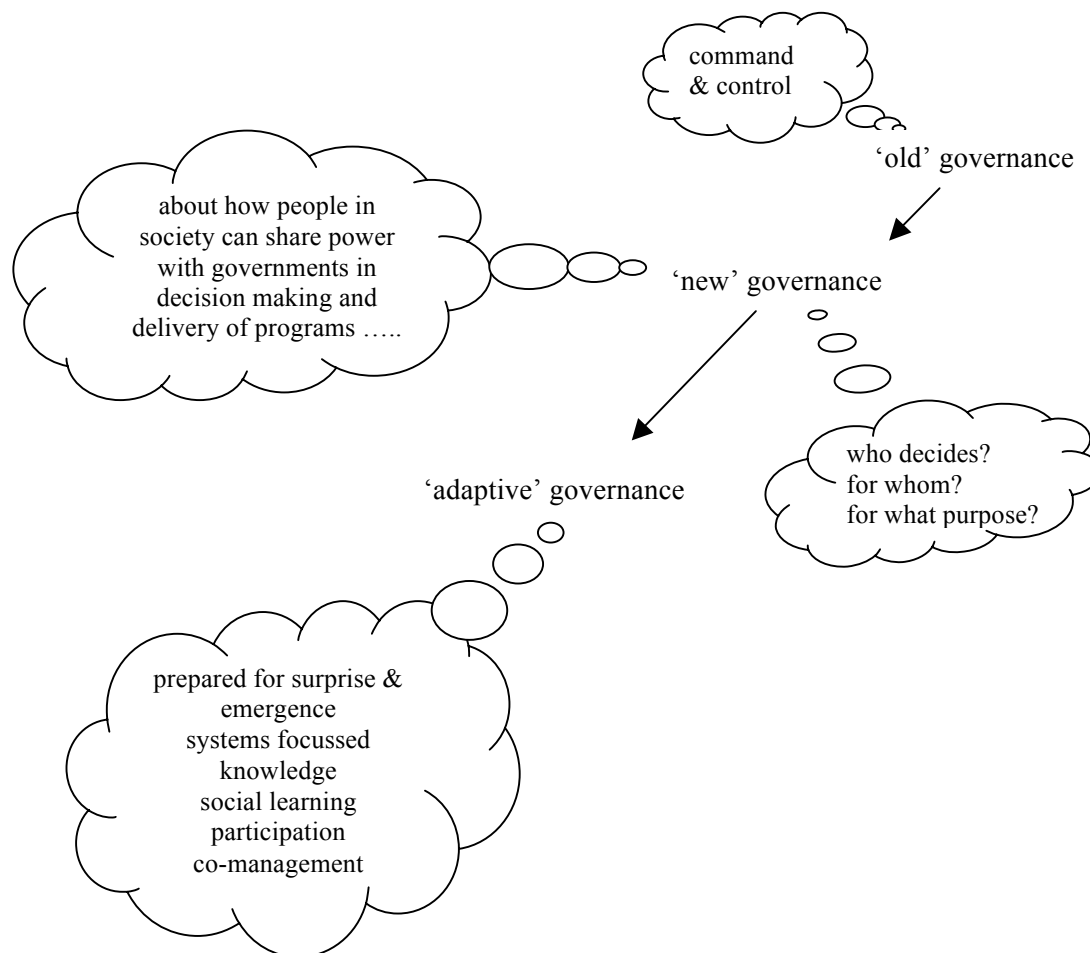 command
& control
‘old’ governance
about how people in
society can share power
with governments in
decision making and
delivery of programs …..
‘new’ governance
who decides?
for whom?
for what purpose?
‘adaptive’ governance
prepared for surprise &
emergence
systems focussed
knowledge
social learning
participation
co-management